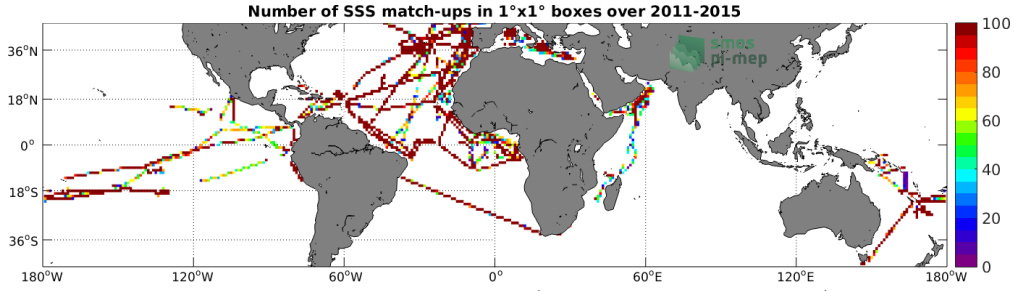 Number of SSS match-ups in 1°x1° boxes over 2011-2015
36°N
18°N
0°
18°S
36°S
180°W
120°W
60°W
0°
60°E
120°E
180°W
smos
pi-mep
100
80
60
40
20
0